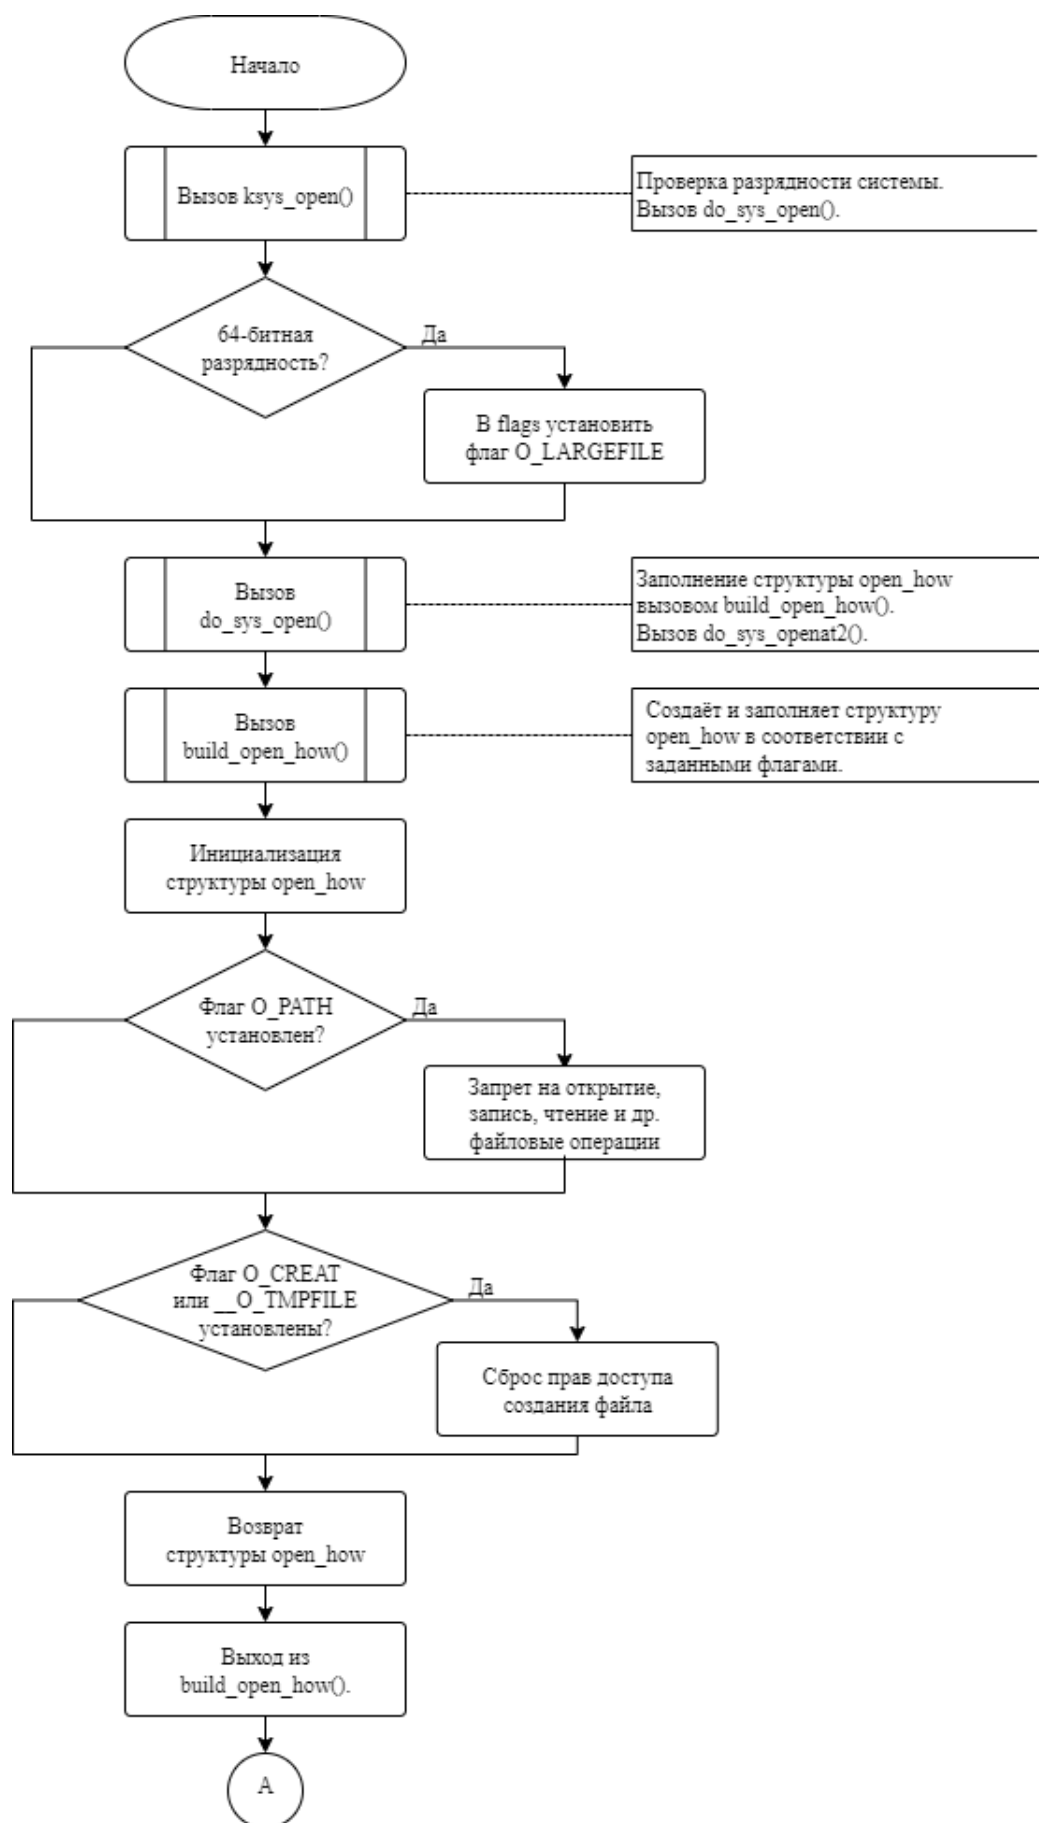 Начало
Вызов ksys_open()
Проверка разрядности системы.
Вызов do_sys_open().
64-битная
разрядность?
Да
В flags установить
флаг O_LARGEFILE
Вызов
do_sys_open()
Заполнение структуры open_how
вызовом build_open_how().
Вызов do_sys_openat2().
Вызов
build_open_how()
Создаёт и заполняет структуру
open_how в соответствии с
заданными флагами.
Инициализация
структуры open_how
Флаг O_PATH
установлен?
Да
Запрет на открытие,
запись, чтение и др.
файловые операции
Флаг O_CREAT
или __O_TMPFILE
установлены?
Да
Сброс прав доступа
создания файла
Возврат
структуры open_how
Выход из
build_open_how().
A